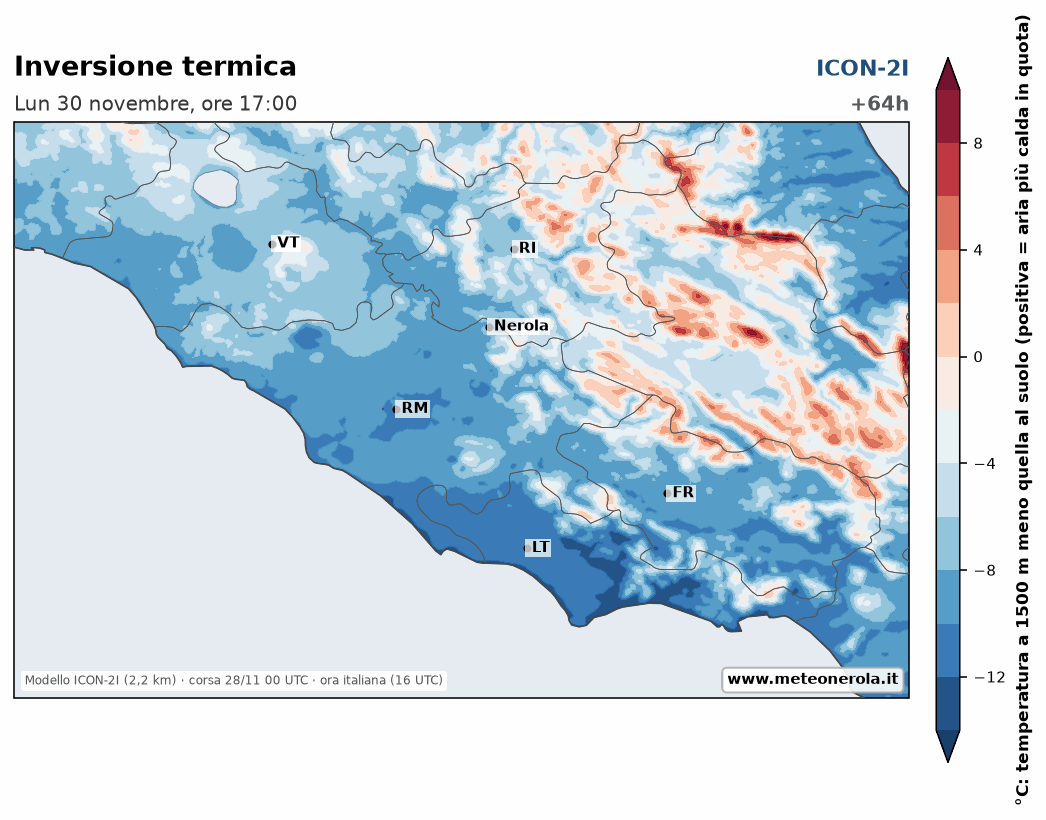 Inversione termica
ICON-2I
Lun 30 novembre, ore 17:00
+64h
VT
RI
Nerola
RM
FR
LT
Modello ICON-2I (2,2 km) · corsa 28/11 00 UTC · ora italiana (16 UTC)
www.meteonerola.it
8
4
0
−4
−8
−12
°C: temperatura a 1500 m meno quella al suolo (positiva = aria più calda in quota)